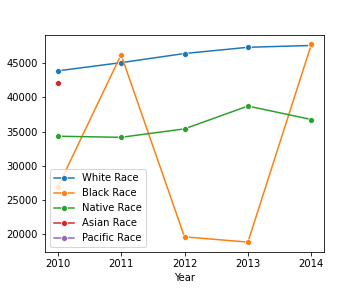 45000
40000
35000
30000
25000
20000
White Race
Black Race
Native Race
Asian Race
Pacific Race
2010 2011 2012 2013 2014
Year